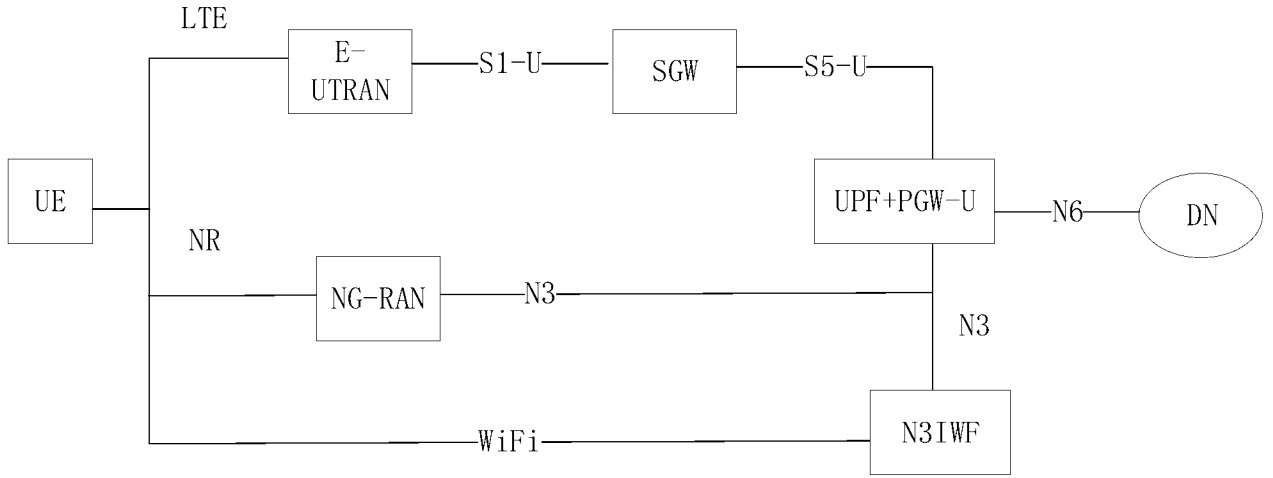 LTE
E-
UTRAN
S1-U
SGW
S5-U
UE
UPF+PGW-U
N6
DN
NR
NG-RAN
N3
N3
WiFi
N3IWF